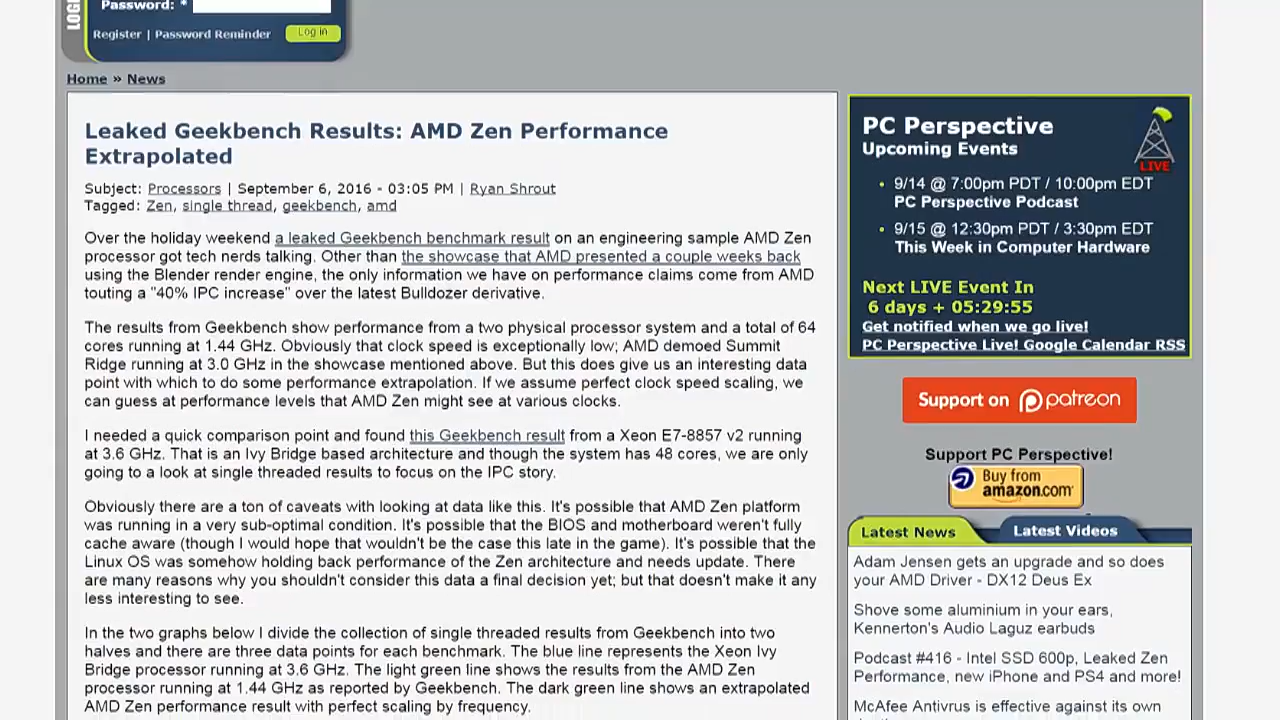 LOGI
Password: *
Register | Password Reminder
Log in
Home » News
Leaked Geekbench Results: AMD Zen Performance
Extrapolated
Subject: Processors | September 6, 2016 - 03:05 PM | Ryan Shrout
Tagged: Zen, single thread, geekbench, amd
Over the holiday weekend a leaked Geekbench benchmark result on an engineering sample AMD Zen
processor got tech nerds talking. Other than the showcase that AMD presented a couple weeks back
using the Blender render engine, the only information we have on performance claims come from AMD
touting a "40% IPC increase" over the latest Bulldozer derivative.
The results from Geekbench show performance from a two physical processor system and a total of 64
cores running at 1.44 GHz. Obviously that clock speed is exceptionally low; AMD demoed Summit
Ridge running at 3.0 GHz in the showcase mentioned above. But this does give us an interesting data
point with which to do some performance extrapolation. If we assume perfect clock speed scaling, we
can guess at performance levels that AMD Zen might see at various clocks.
I needed a quick comparison point and found this Geekbench result from a Xeon E7-8857 v2 running
at 3.6 GHz. That is an Ivy Bridge based architecture and though the system has 48 cores, we are only
going to a look at single threaded results to focus on the IPC story.
Obviously there are a ton of caveats with looking at data like this. It's possible that AMD Zen platform
was running in a very sub-optimal condition. It's possible that the BIOS and motherboard weren't fully
cache aware (though I would hope that wouldn't be the case this late in the game). It's possible that the
Linux OS was somehow holding back performance of the Zen architecture and needs update. There
are many reasons why you shouldn't consider this data a final decision yet; but that doesn't make it any
less interesting to see.
In the two graphs below I divide the collection of single threaded results from Geekbench into two
halves and there are three data points for each benchmark. The blue line represents the Xeon Ivy
Bridge processor running at 3.6 GHz. The light green line shows the results from the AMD Zen
processor running at 1.44 GHz as reported by Geekbench. The dark green line shows an extrapolated
AMD Zen performance result with perfect scaling by frequency.
PC Perspective
Upcoming Events
LIVE
• 9/14 @ 7:00pm PDT / 10:00pm EDT
PC Perspective Podcast
• 9/15 @ 12:30pm PDT / 3:30pm EDT
This Week in Computer Hardware
Next LIVE Event In
6 days + 05:29:55
Get notified when we go live!
PC Perspective Live! Google Calendar RSS
Support on patreon
Support PC Perspective!
Buy from
amazon.com
Latest News
Latest Videos
Adam Jensen gets an upgrade and so does
your AMD Driver - DX12 Deus Ex
Shove some aluminium in your ears,
Kennerton's Audio Laguz earbuds
Podcast #416 - Intel SSD 600p, Leaked Zen
Performance, new iPhone and PS4 and more!
McAfee Antivirus is effective against its own